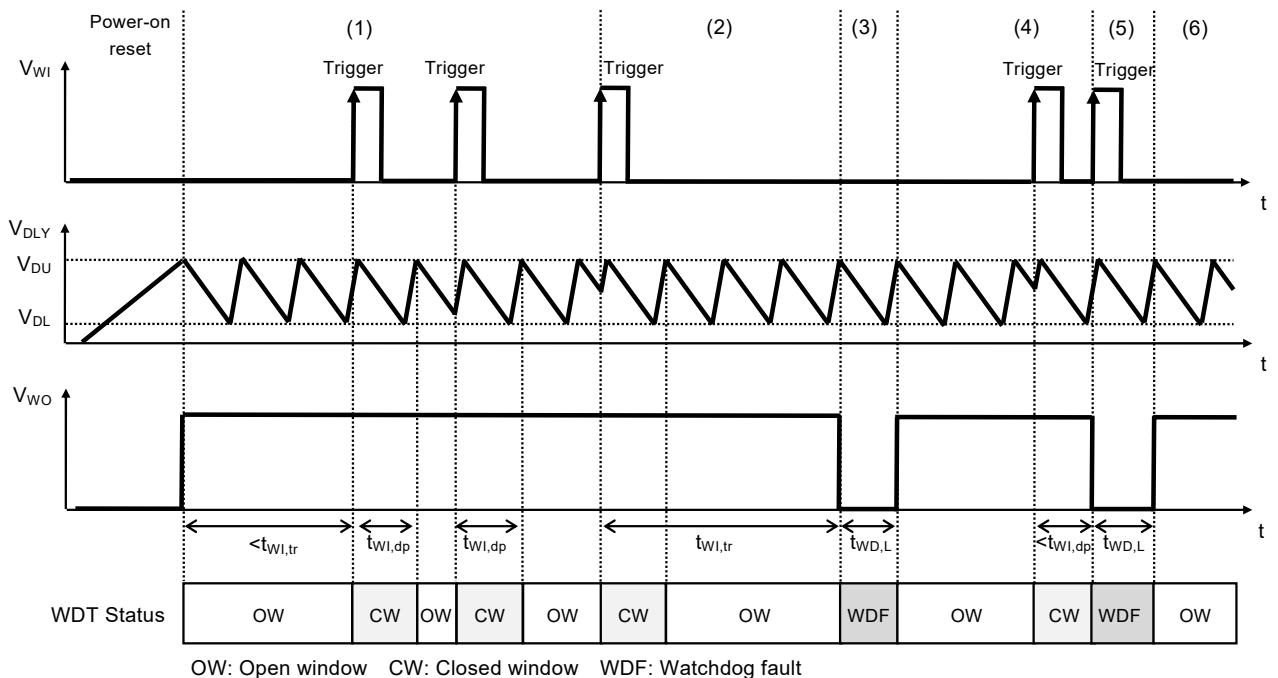 Power-on
reset
(1) (2) (3) (4) (5) (6)
V_WI
Trigger Trigger Trigger Trigger Trigger
t
V_DLY
V_DU
V_DL
t
V_WO
t
<t_WI,tr t_WI,dp t_WI,dp t_WI,tr t_WD,L <t_WI,dp t_WD,L
WDT Status OW CW OW CW OW CW OW WDF OW CW WDF OW
OW: Open window CW: Closed window WDF: Watchdog fault